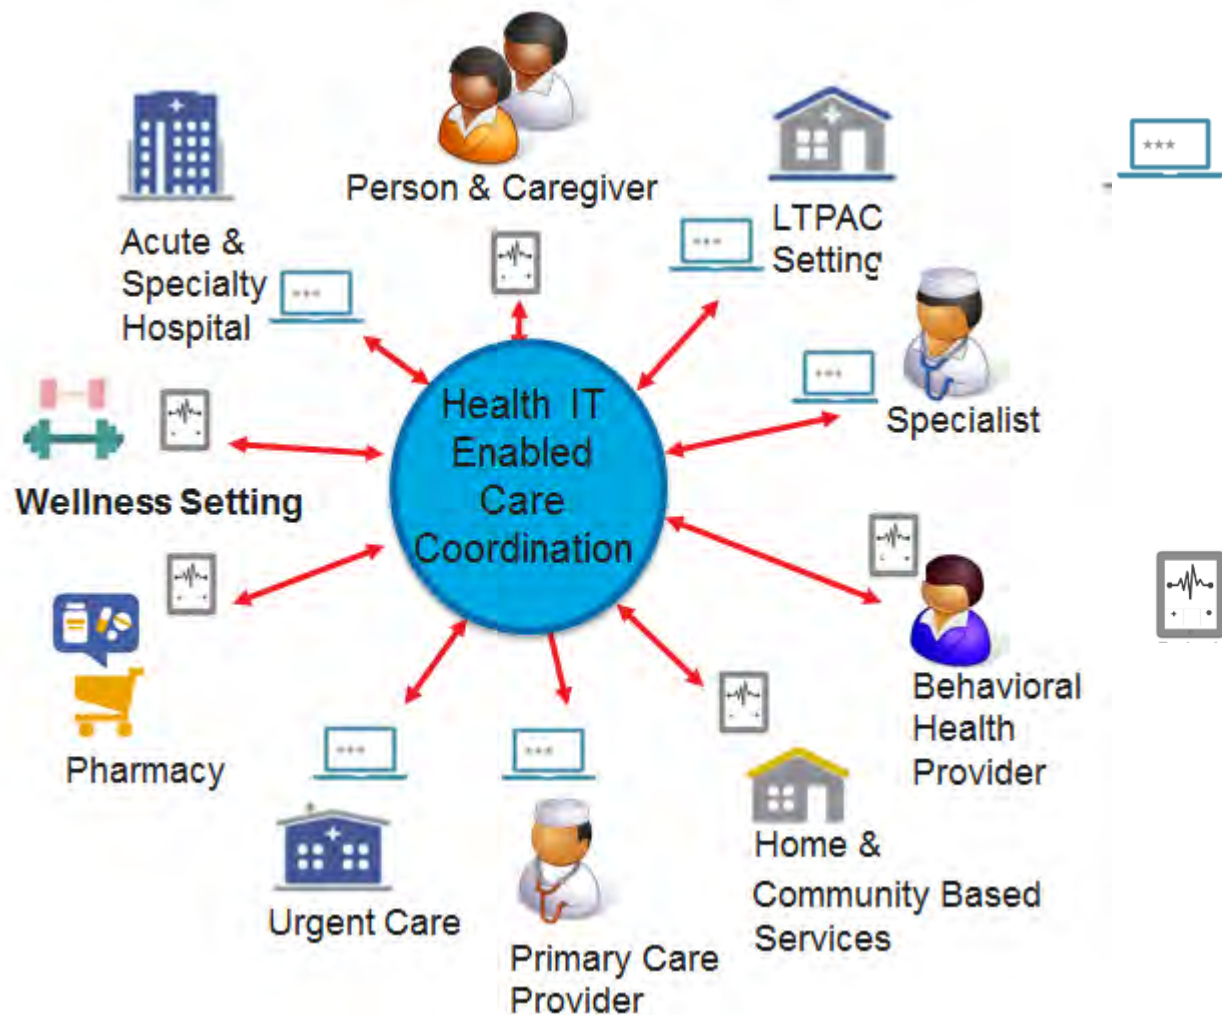 Person & Caregiver
Acute &
Specialty
Hospital
***
LTPAC
Setting
***
***
Specialist
***
Health IT
Enabled
Care
Coordination
Wellness Setting
Behavioral
Health
Provider
Pharmacy
***
Urgent Care
***
Primary Care
Provider
Home &
Community Based
Services